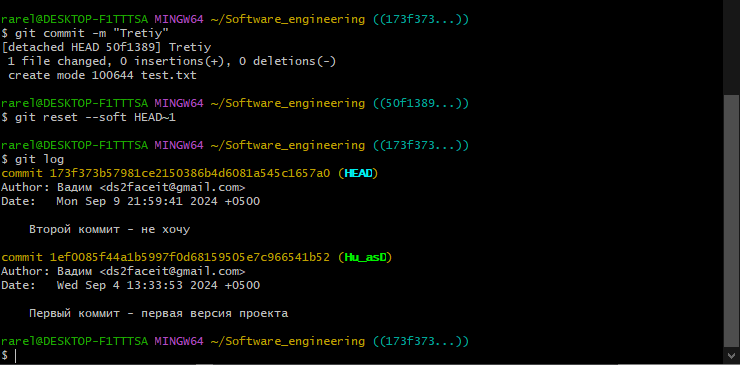 rarel@DESKTOP-F1TTTSA MINGW64 ~/Software_engineering ((173f373...))
$ git commit -m "Tretiy"
[detached HEAD 50f1389] Tretiy
 1 file changed, 0 insertions(+), 0 deletions(-)
 create mode 100644 test.txt
rarel@DESKTOP-F1TTTSA MINGW64 ~/Software_engineering ((50f1389...))
$ git reset --soft HEAD~1
rarel@DESKTOP-F1TTTSA MINGW64 ~/Software_engineering ((173f373...))
$ git log
commit 173f373b57981ce2150386b4d6081a545c1657a0 (HEAD)
Author: Вадим <ds2faceit@gmail.com>
Date:   Mon Sep 9 21:59:41 2024 +0500
    Второй коммит - не хочу
commit 1ef0085f44a1b5997f0d68159505e7c966541b52 (Hu_asD)
Author: Вадим <ds2faceit@gmail.com>
Date:   Wed Sep 4 13:33:53 2024 +0500
    Первый коммит - первая версия проекта
rarel@DESKTOP-F1TTTSA MINGW64 ~/Software_engineering ((173f373...))
$